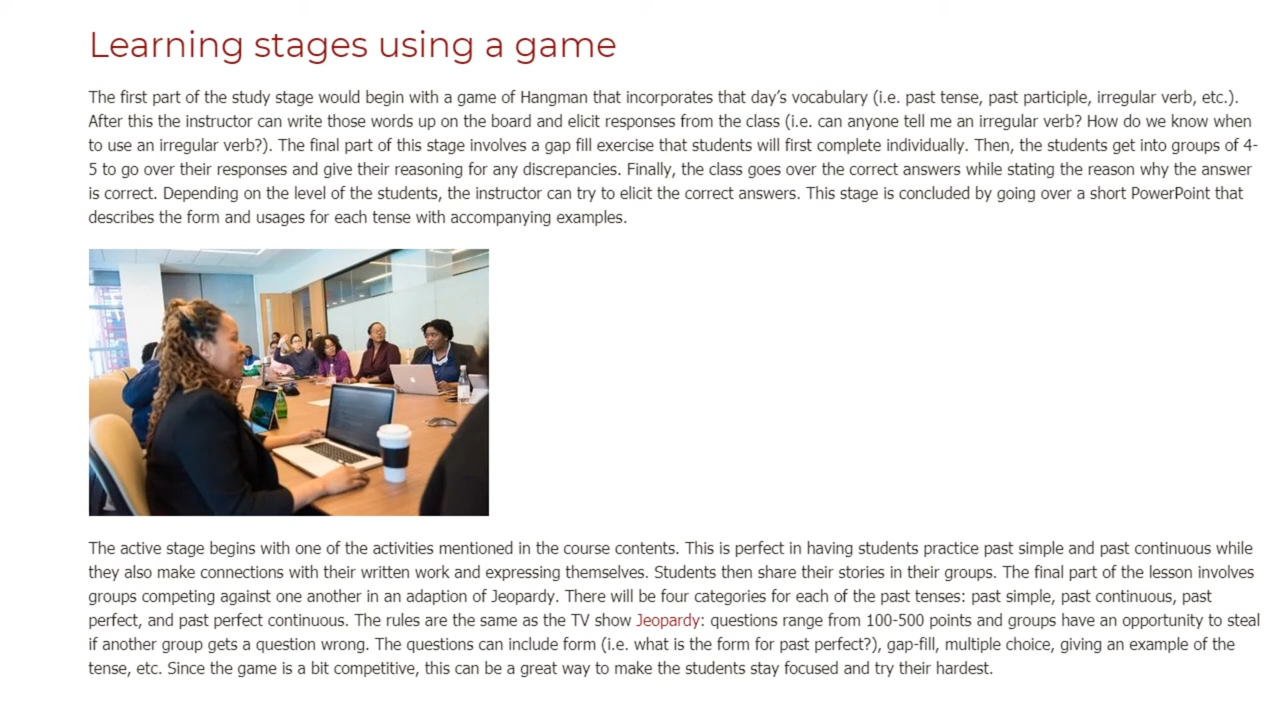 Learning stages using a game
The first part of the study stage would begin with a game of Hangman that incorporates that day's vocabulary (i.e. past tense, past participle, irregular verb, etc.).
After this the instructor can write those words up on the board and elicit responses from the class (i.e. can anyone tell me an irregular verb? How do we know when
to use an irregular verb?). The final part of this stage involves a gap fill exercise that students will first complete individually. Then, the students get into groups of 4-
5 to go over their responses and give their reasoning for any discrepancies. Finally, the class goes over the correct answers while stating the reason why the answer
is correct. Depending on the level of the students, the instructor can try to elicit the correct answers. This stage is concluded by going over a short PowerPoint that
describes the form and usages for each tense with accompanying examples.
The active stage begins with one of the activities mentioned in the course contents. This is perfect in having students practice past simple and past continuous while
they also make connections with their written work and expressing themselves. Students then share their stories in their groups. The final part of the lesson involves
groups competing against one another in an adaption of Jeopardy. There will be four categories for each of the past tenses: past simple, past continuous, past
perfect, and past perfect continuous. The rules are the same as the TV show Jeopardy: questions range from 100-500 points and groups have an opportunity to steal
if another group gets a question wrong. The questions can include form (i.e. what is the form for past perfect?), gap-fill, multiple choice, giving an example of the
tense, etc. Since the game is a bit competitive, this can be a great way to make the students stay focused and try their hardest.